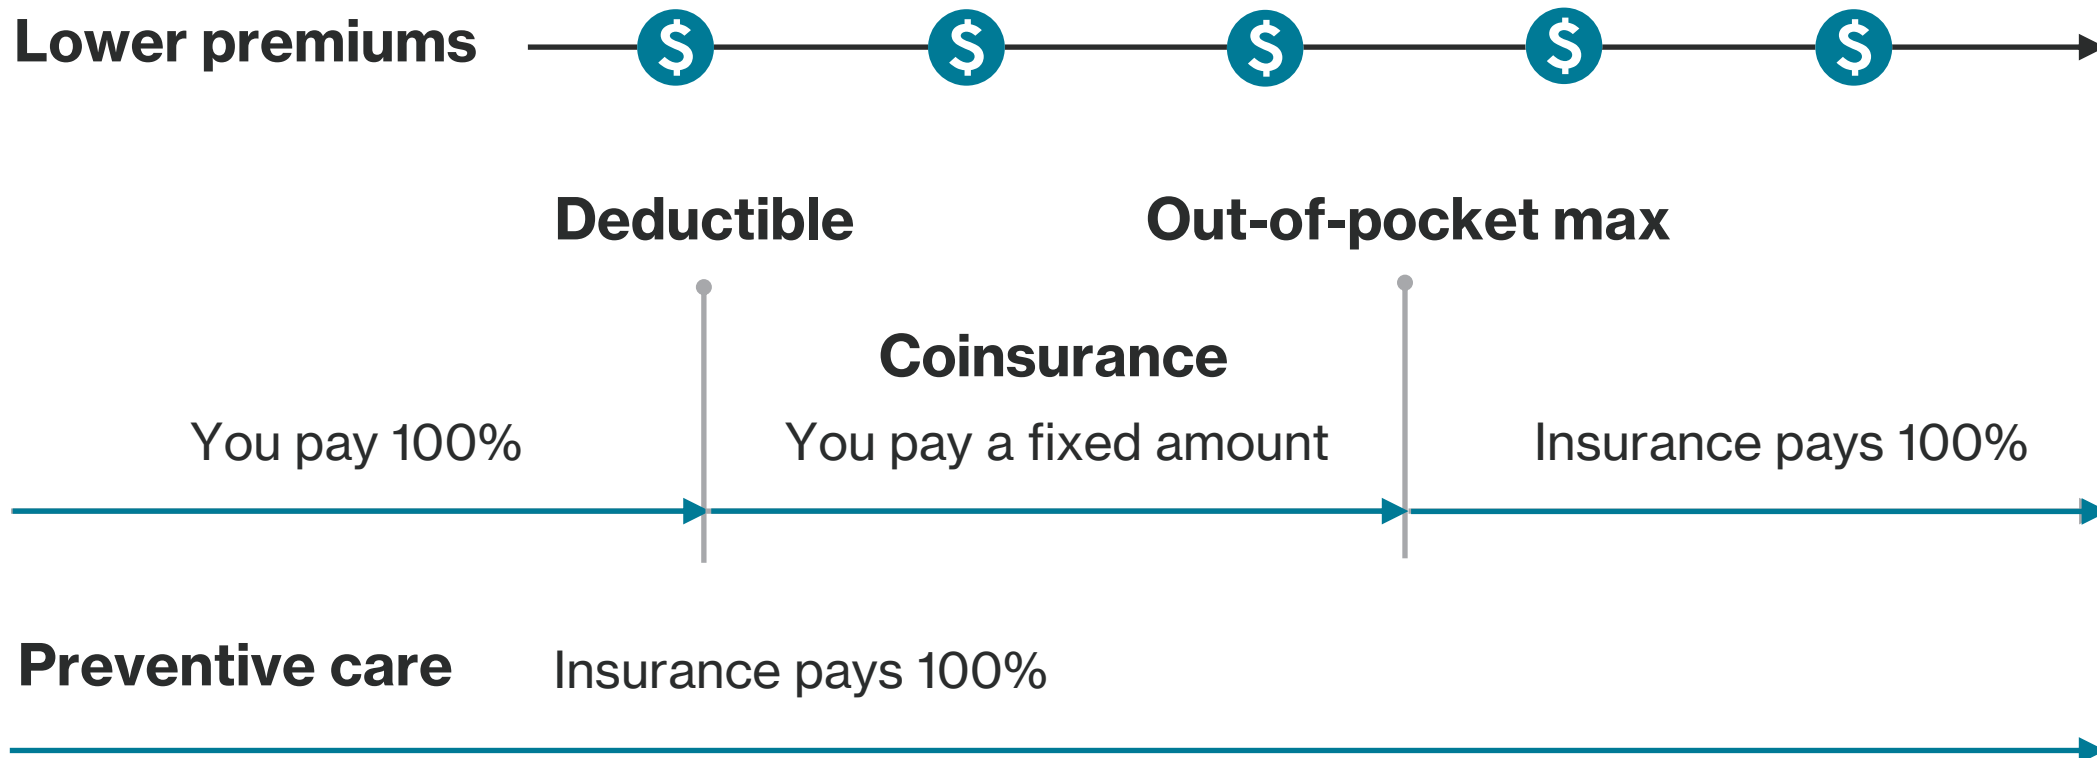 Lower premiums $ $ $ $ $
Deductible Out-of-pocket max
Coinsurance
You pay 100% You pay a fixed amount Insurance pays 100%
Preventive care Insurance pays 100%